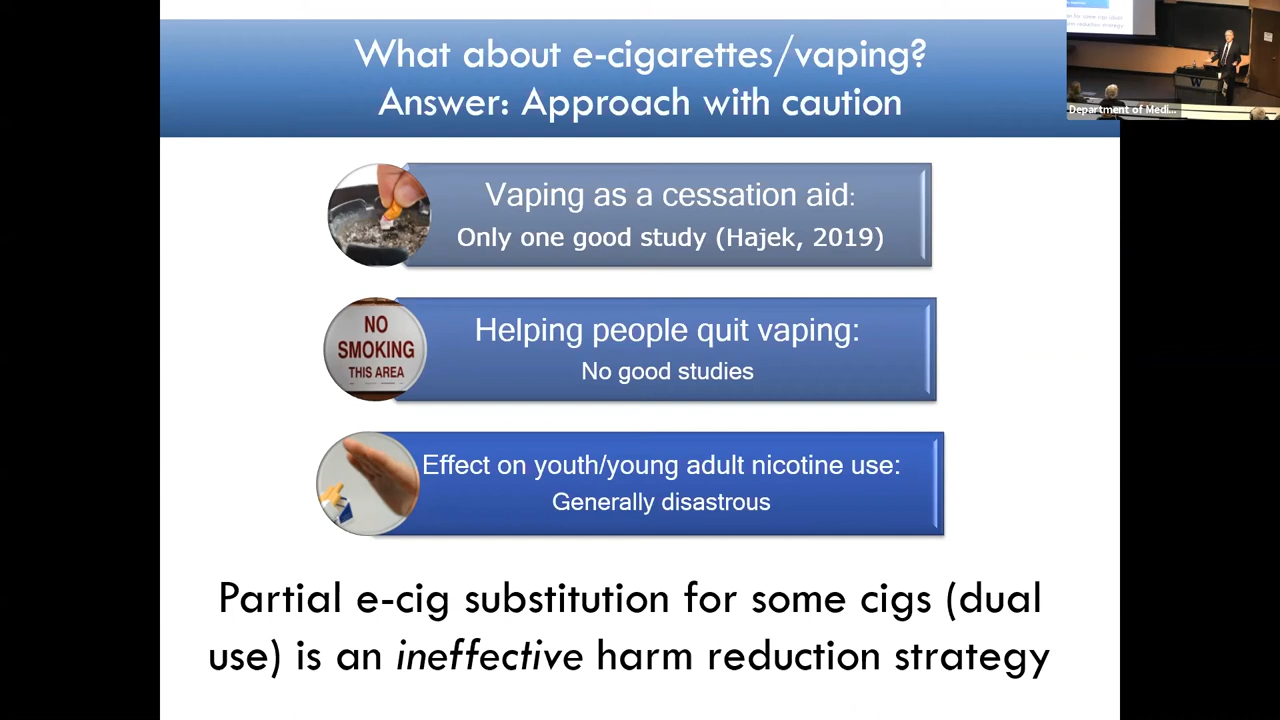 What about e-cigarettes/vaping?
Answer: Approach with caution
Department of Medi...
Vaping as a cessation aid:
Only one good study (Hajek, 2019)
NO
SMOKING
THIS AREA
Helping people quit vaping:
No good studies
Effect on youth/young adult nicotine use:
Generally disastrous
Partial e-cig substitution for some cigs (dual
use) is an ineffective harm reduction strategy
W